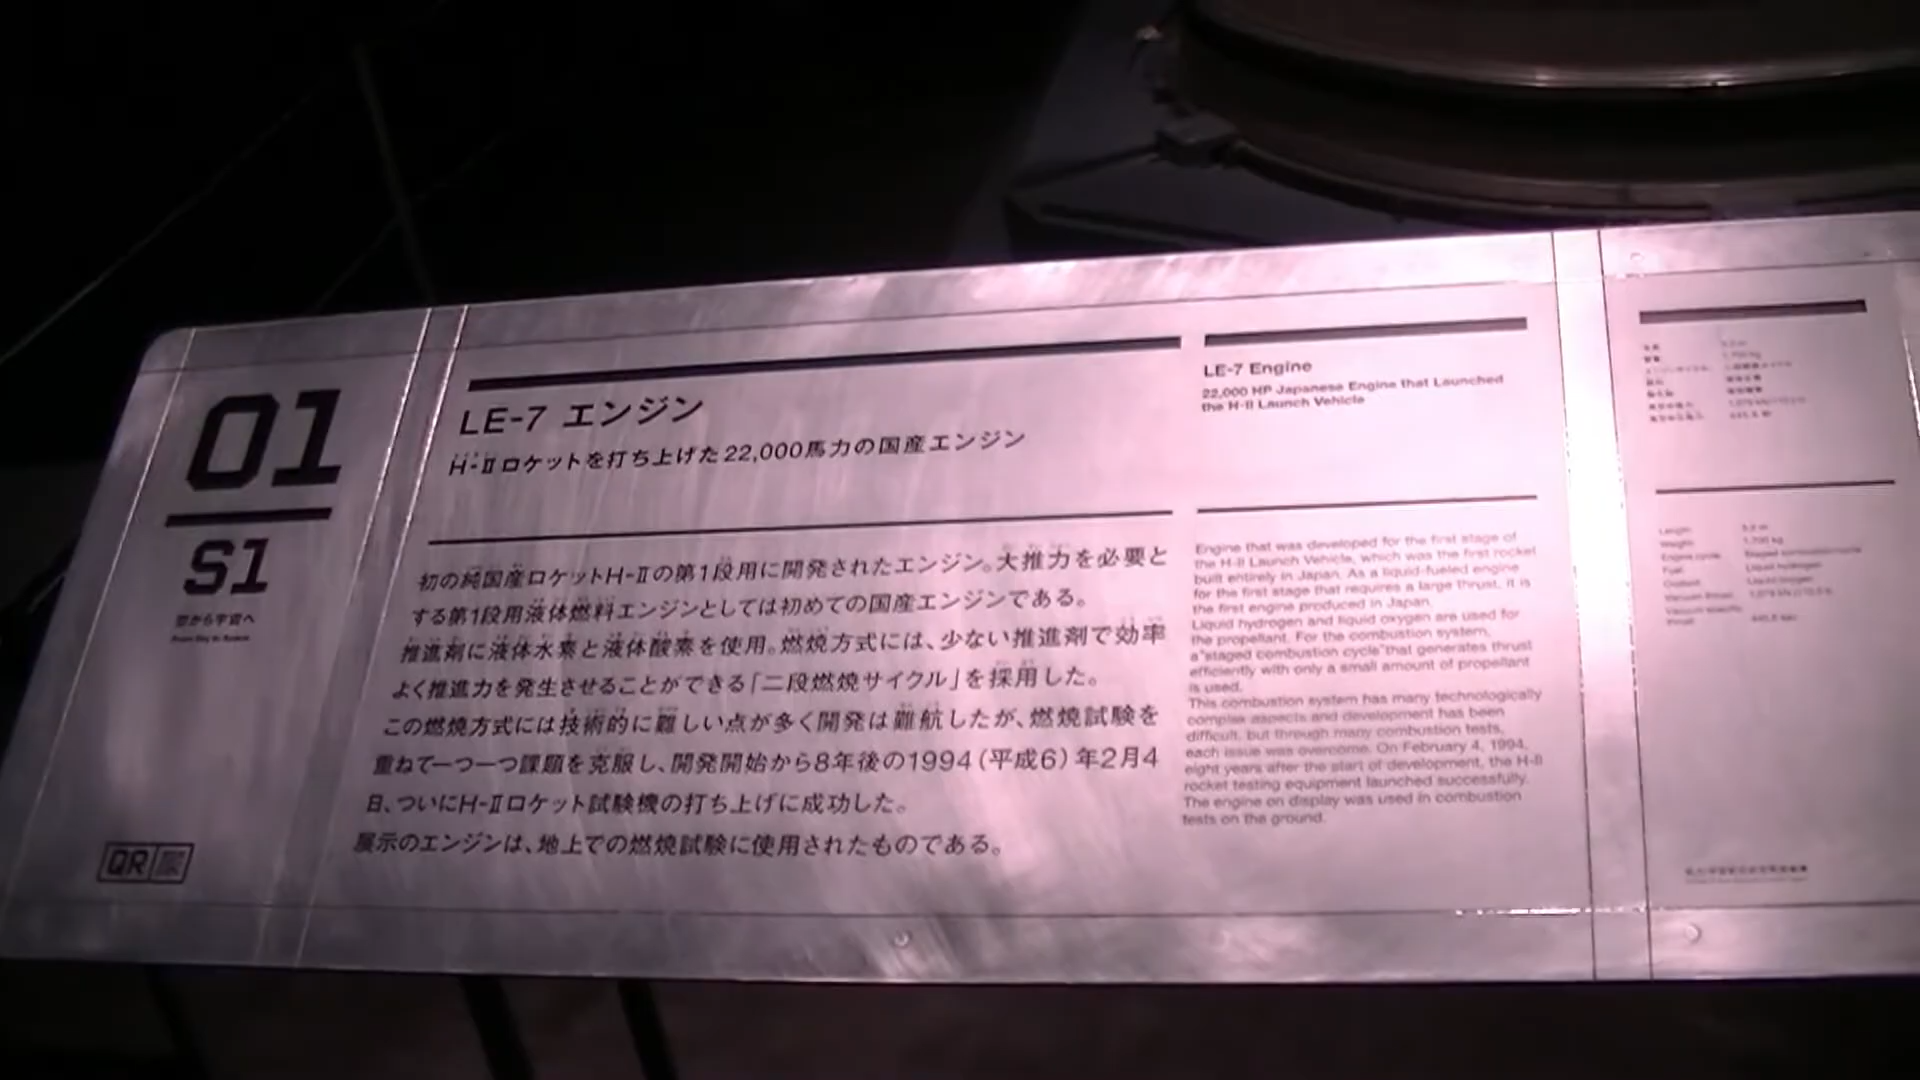 01
S1
空から宇宙へ
From Sky to Space
QR
LE-7 エンジン
H-Ⅱロケットを打ち上げた22,000馬力の国産エンジン
初の純国産ロケットH-Ⅱの第1段用に開発されたエンジン。大推力を必要と
する第1段用液体燃料エンジンとしては初めての国産エンジンである。
推進剤に液体水素と液体酸素を使用。燃焼方式には、少ない推進剤で効率
よく推進力を発生させることができる「二段燃焼サイクル」を採用した。
この燃焼方式には技術的に難しい点が多く開発は難航したが、燃焼試験を
重ねて一つ一つ課題を克服し、開発開始から8年後の1994(平成6)年2月4
日、ついにH-Ⅱロケット試験機の打ち上げに成功した。
展示のエンジンは、地上での燃焼試験に使用されたものである。
LE-7 Engine
22,000 HP Japanese Engine that Launched
the H-II Launch Vehicle
Engine that was developed for the first stage of
the H-II Launch Vehicle, which was the first rocket
built entirely in Japan. As a liquid-fueled engine
for the first stage that requires a large thrust, it is
the first engine produced in Japan.
Liquid hydrogen and liquid oxygen are used for
the propellant. For the combustion system,
a "staged combustion cycle" that generates thrust
efficiently with only a small amount of propellant
is used.
This combustion system has many technologically
complex aspects and development has been
difficult, but through many combustion tests,
each issue was overcome. On February 4, 1994,
eight years after the start of development, the H-II
rocket testing equipment launched successfully.
The engine on display was used in combustion
tests on the ground.
Length
Weight
Engine cycle Staged combustion cycle
Fuel Liquid hydrogen
Oxidant Liquid oxygen
Vacuum thrust
Vacuum specific